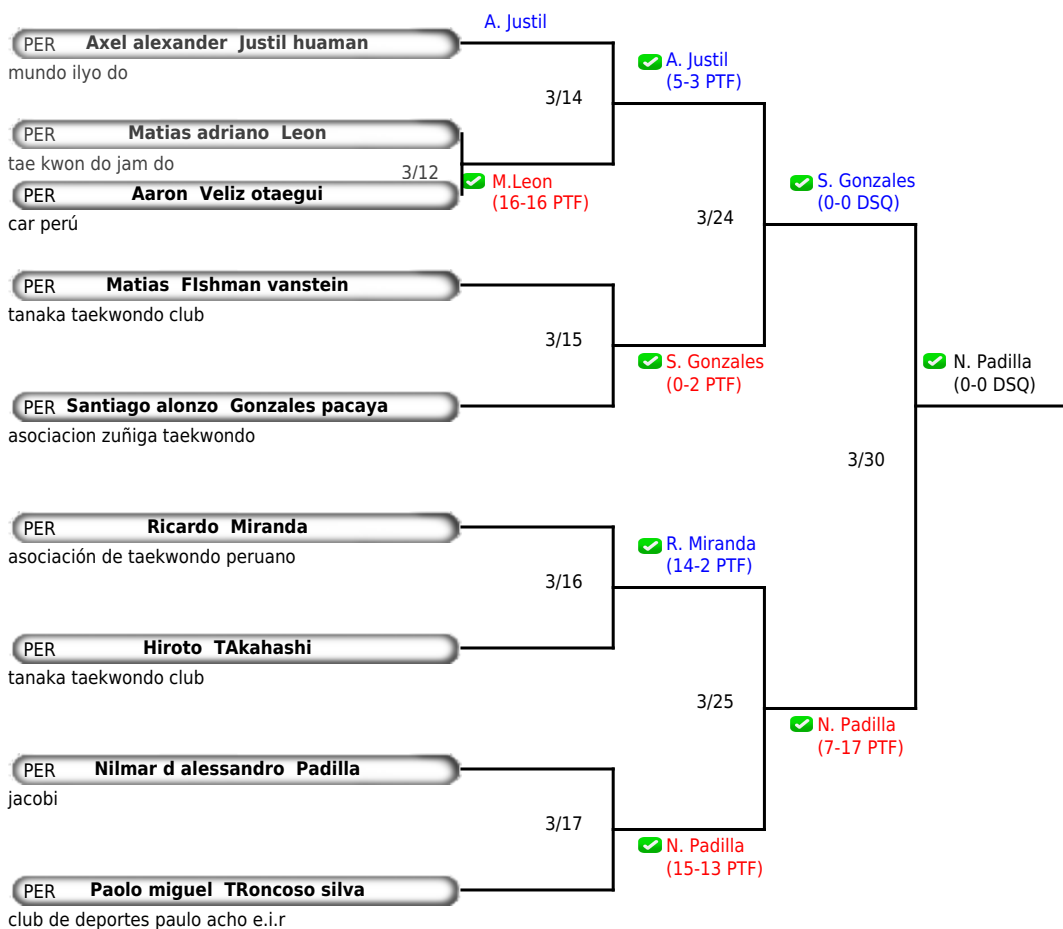 A. Justil
PER Axel alexander Justil huaman
mundo ilyo do
A. Justil
(5-3 PTF)
3/14
PER Matias adriano Leon
tae kwon do jam do
3/12
M.Leon
(16-16 PTF)
PER Aaron Veliz otaegui
car perú
S. Gonzales
(0-0 DSQ)
3/24
PER Matias FIshman vanstein
tanaka taekwondo club
3/15
S. Gonzales
(0-2 PTF)
N. Padilla
(0-0 DSQ)
PER Santiago alonzo Gonzales pacaya
asociacion zuñiga taekwondo
3/30
PER Ricardo Miranda
asociación de taekwondo peruano
R. Miranda
(14-2 PTF)
3/16
PER Hiroto TAkahashi
tanaka taekwondo club
3/25
N. Padilla
(7-17 PTF)
PER Nilmar d alessandro Padilla
jacobi
3/17
N. Padilla
(15-13 PTF)
PER Paolo miguel TRoncoso silva
club de deportes paulo acho e.i.r